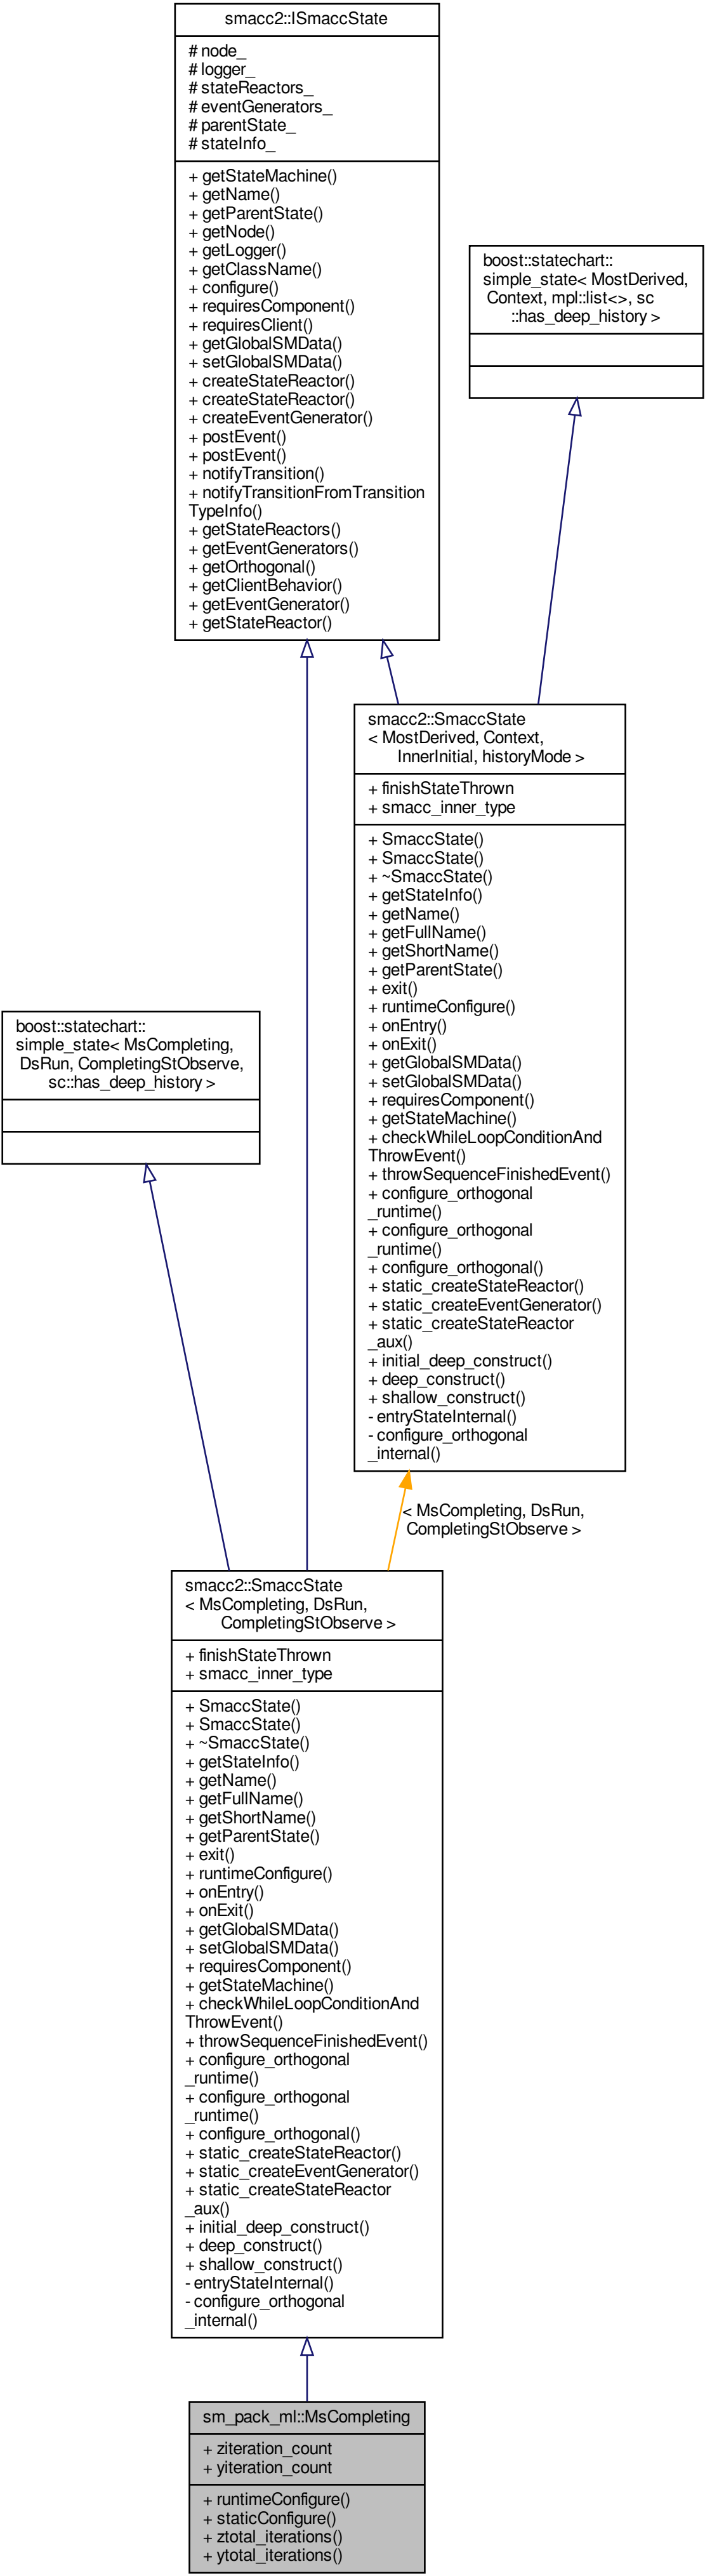 smacc2::ISmaccState
# node_
# logger_
# stateReactors_
# eventGenerators_
# parentState_
# stateInfo_
+ getStateMachine()
+ getName()
+ getParentState()
+ getNode()
+ getLogger()
+ getClassName()
+ configure()
+ requiresComponent()
+ requiresClient()
+ getGlobalSMData()
+ setGlobalSMData()
+ createStateReactor()
+ createStateReactor()
+ createEventGenerator()
+ postEvent()
+ postEvent()
+ notifyTransition()
+ notifyTransitionFromTransition
TypeInfo()
+ getStateReactors()
+ getEventGenerators()
+ getOrthogonal()
+ getClientBehavior()
+ getEventGenerator()
+ getStateReactor()
boost::statechart::
simple_state< MostDerived,
Context, mpl::list<>, sc
::has_deep_history >
smacc2::SmaccState
< MostDerived, Context,
InnerInitial, historyMode >
+ finishStateThrown
+ smacc_inner_type
+ SmaccState()
+ SmaccState()
+ ~SmaccState()
+ getStateInfo()
+ getName()
+ getFullName()
+ getShortName()
+ getParentState()
+ exit()
+ runtimeConfigure()
+ onEntry()
+ onExit()
+ getGlobalSMData()
+ setGlobalSMData()
+ requiresComponent()
+ getStateMachine()
+ checkWhileLoopConditionAnd
ThrowEvent()
+ throwSequenceFinishedEvent()
+ configure_orthogonal
_runtime()
+ configure_orthogonal
_runtime()
+ configure_orthogonal()
+ static_createStateReactor()
+ static_createEventGenerator()
+ static_createStateReactor
_aux()
+ initial_deep_construct()
+ deep_construct()
+ shallow_construct()
- entryStateInternal()
- configure_orthogonal
_internal()
boost::statechart::
simple_state< MsCompleting,
DsRun, CompletingStObserve,
sc::has_deep_history >
< MsCompleting, DsRun,
CompletingStObserve >
smacc2::SmaccState
< MsCompleting, DsRun,
CompletingStObserve >
+ finishStateThrown
+ smacc_inner_type
+ SmaccState()
+ SmaccState()
+ ~SmaccState()
+ getStateInfo()
+ getName()
+ getFullName()
+ getShortName()
+ getParentState()
+ exit()
+ runtimeConfigure()
+ onEntry()
+ onExit()
+ getGlobalSMData()
+ setGlobalSMData()
+ requiresComponent()
+ getStateMachine()
+ checkWhileLoopConditionAnd
ThrowEvent()
+ throwSequenceFinishedEvent()
+ configure_orthogonal
_runtime()
+ configure_orthogonal
_runtime()
+ configure_orthogonal()
+ static_createStateReactor()
+ static_createEventGenerator()
+ static_createStateReactor
_aux()
+ initial_deep_construct()
+ deep_construct()
+ shallow_construct()
- entryStateInternal()
- configure_orthogonal
_internal()
sm_pack_ml::MsCompleting
+ ziteration_count
+ yiteration_count
+ runtimeConfigure()
+ staticConfigure()
+ ztotal_iterations()
+ ytotal_iterations()